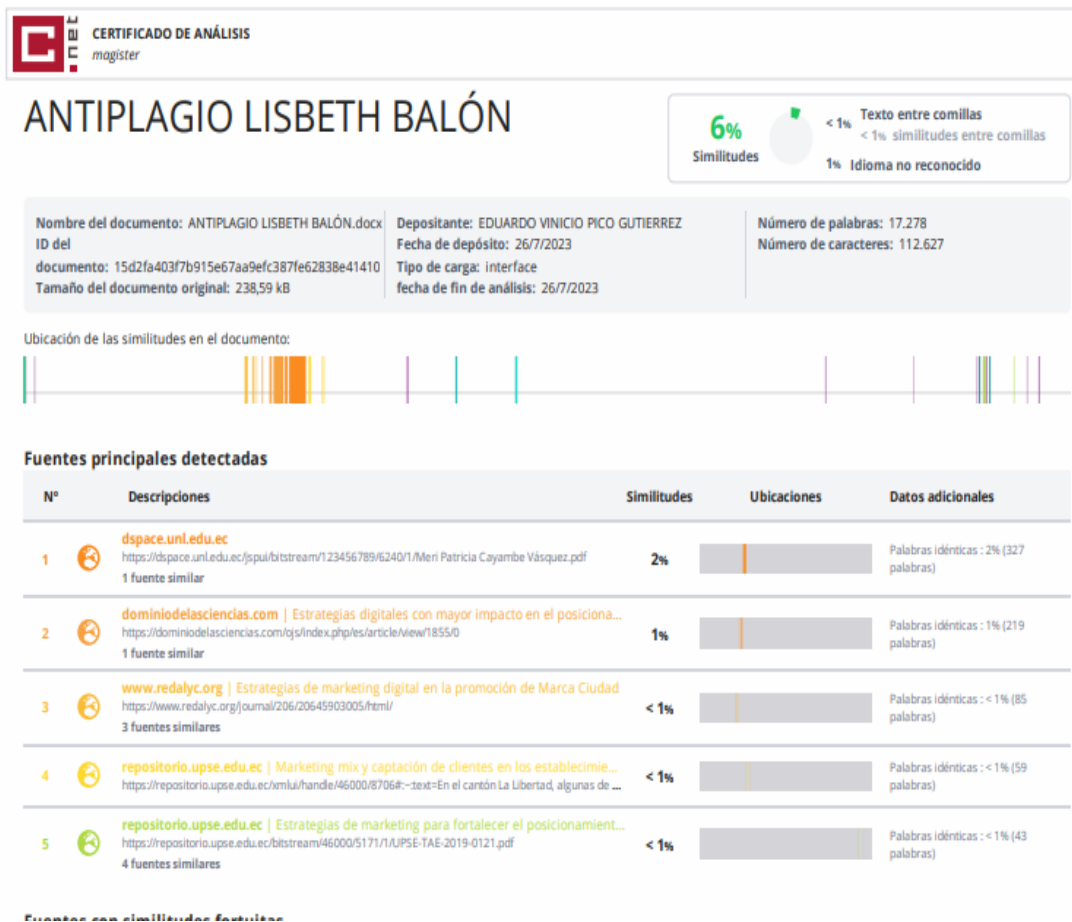 C.net
CERTIFICADO DE ANÁLISIS
magister
ANTIPLAGIO LISBETH BALÓN
6%
Similitudes
< 1% Texto entre comillas
< 1% similitudes entre comillas
1% Idioma no reconocido
Nombre del documento: ANTIPLAGIO LISBETH BALÓN.docx
ID del
documento: 15d2fa403f7b915e67aa9efc387fe62838e41410
Tamaño del documento original: 238,59 kB
Depositante: EDUARDO VINICIO PICO GUTIERREZ
Fecha de depósito: 26/7/2023
Tipo de carga: interface
fecha de fin de análisis: 26/7/2023
Número de palabras: 17.278
Número de caracteres: 112.627
Ubicación de las similitudes en el documento:
Fuentes principales detectadas
N° Descripciones Similitudes Ubicaciones Datos adicionales
dspace.unl.edu.ec
1 https://dspace.unl.edu.ec/jspui/bitstream/123456789/6240/1/Meri Patricia Cayambe Vásquez.pdf 2% Palabras idénticas : 2% (327
palabras)
1 fuente similar
dominiodelasciencias.com | Estrategias digitales con mayor impacto en el posiciona...
2 https://dominiodelasciencias.com/ojs/index.php/es/article/view/1855/0 1% Palabras idénticas : 1% (219
palabras)
1 fuente similar
www.redalyc.org | Estrategias de marketing digital en la promoción de Marca Ciudad
3 https://www.redalyc.org/journal/206/20645903005/html/ < 1% Palabras idénticas : < 1% (85
palabras)
3 fuentes similares
repositorio.upse.edu.ec | Marketing mix y captación de clientes en los establecimie...
4 https://repositorio.upse.edu.ec/xmlui/handle/46000/8706#:~:text=En el cantón La Libertad, algunas de ... < 1% Palabras idénticas : < 1% (59
palabras)
repositorio.upse.edu.ec | Estrategias de marketing para fortalecer el posicionamient...
5 https://repositorio.upse.edu.ec/bitstream/46000/5171/1/UPSE-TAE-2019-0121.pdf < 1% Palabras idénticas : < 1% (43
palabras)
4 fuentes similares
Fuentes con similitudes fortuitas